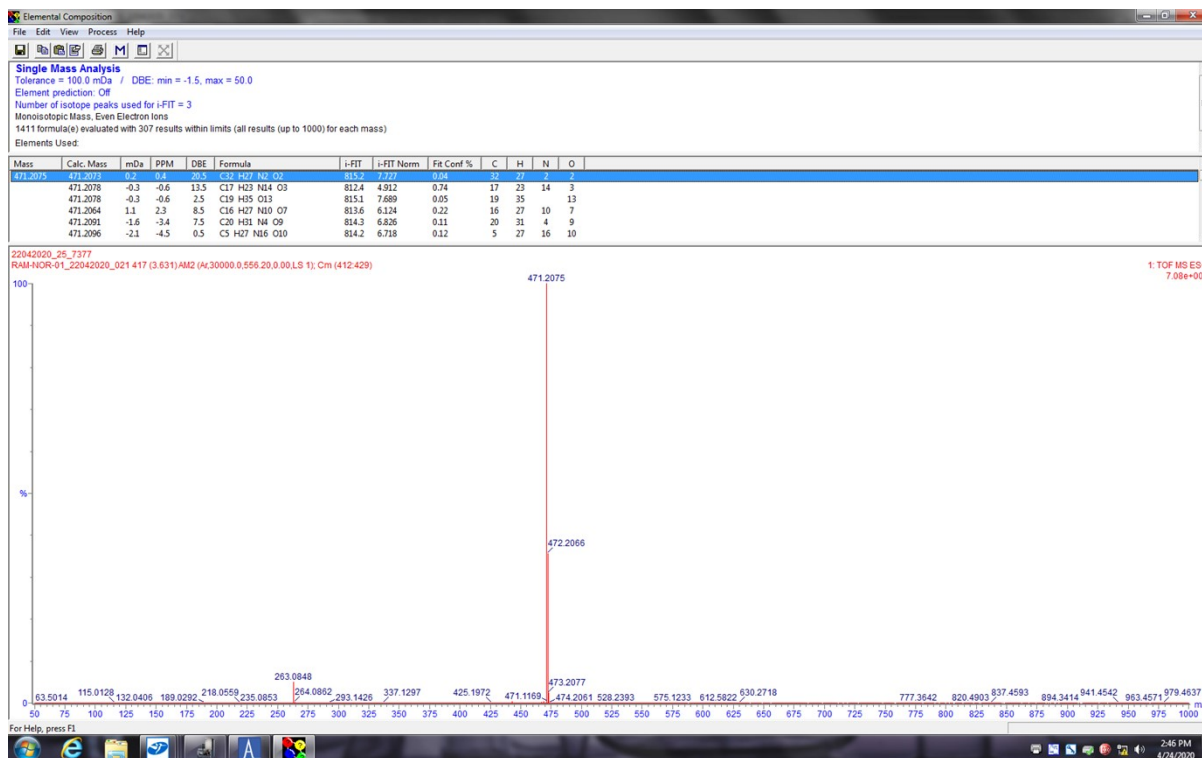 Elemental Composition
File Edit View Process Help
Single Mass Analysis
Tolerance = 100.0 mDa / DBE: min = -1.5, max = 50.0
Element prediction: Off
Number of isotope peaks used for i-FIT = 3
Monoisotopic Mass, Even Electron Ions
1411 formula(e) evaluated with 307 results within limits (all results (up to 1000) for each mass)
Elements Used:
Mass Calc. Mass mDa PPM DBE Formula i-FIT i-FIT Norm Fit Conf % C H N O
471.2075 471.2073 0.2 0.4 20.5 C32 H27 N2 O2 815.2 7.727 0.04 32 27 2 2
471.2078 -0.3 -0.6 13.5 C17 H23 N14 O3 812.4 4.912 0.74 17 23 14 3
471.2078 -0.3 -0.6 2.5 C19 H35 O13 815.1 7.689 0.05 19 35 13
471.2064 1.1 2.3 8.5 C16 H27 N10 O7 813.6 6.124 0.22 16 27 10 7
471.2091 -1.6 -3.4 7.5 C20 H31 N4 O9 814.3 6.826 0.11 20 31 4 9
471.2096 -2.1 -4.5 0.5 C5 H27 N16 O10 814.2 6.718 0.12 5 27 16 10
22042020_25_7377
RAM-NOR-01_22042020_021 417 (3.631) AM2 (Ar,30000.0,556.20,0.00,LS 1); Cm (412:429)
1: TOF MS ES
7.08e+00
471.2075
100
%
472.2066
263.0848
473.2077
63.5014 115.0128 132.0406 189.0292 218.0559 235.0853 264.0862 293.1426 337.1297 425.1972 471.1169 474.2061 528.2393 575.1233 612.5822 630.2718 777.3642 820.4903 837.4593 894.3414 941.4542 963.4571 979.4637
0
50 75 100 125 150 175 200 225 250 275 300 325 350 375 400 425 450 475 500 525 550 575 600 625 650 675 700 725 750 775 800 825 850 875 900 925 950 975 1000
For Help, press F1
2:46 PM
4/24/2020